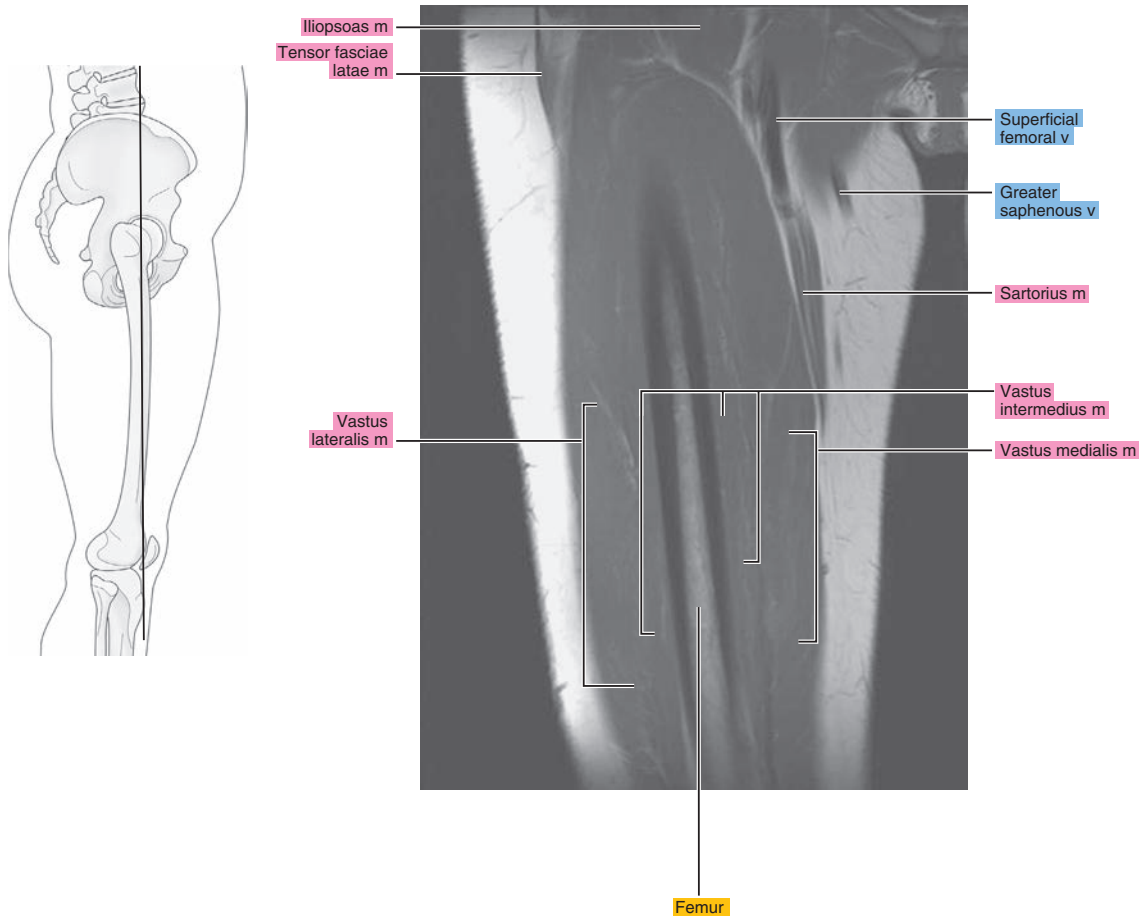 Iliopsoas m
Tensor fasciae
latae m
Superficial
femoral v
Greater
saphenous v
Sartorius m
Vastus
intermedius m
Vastus
lateralis m
Vastus medialis m
Femur